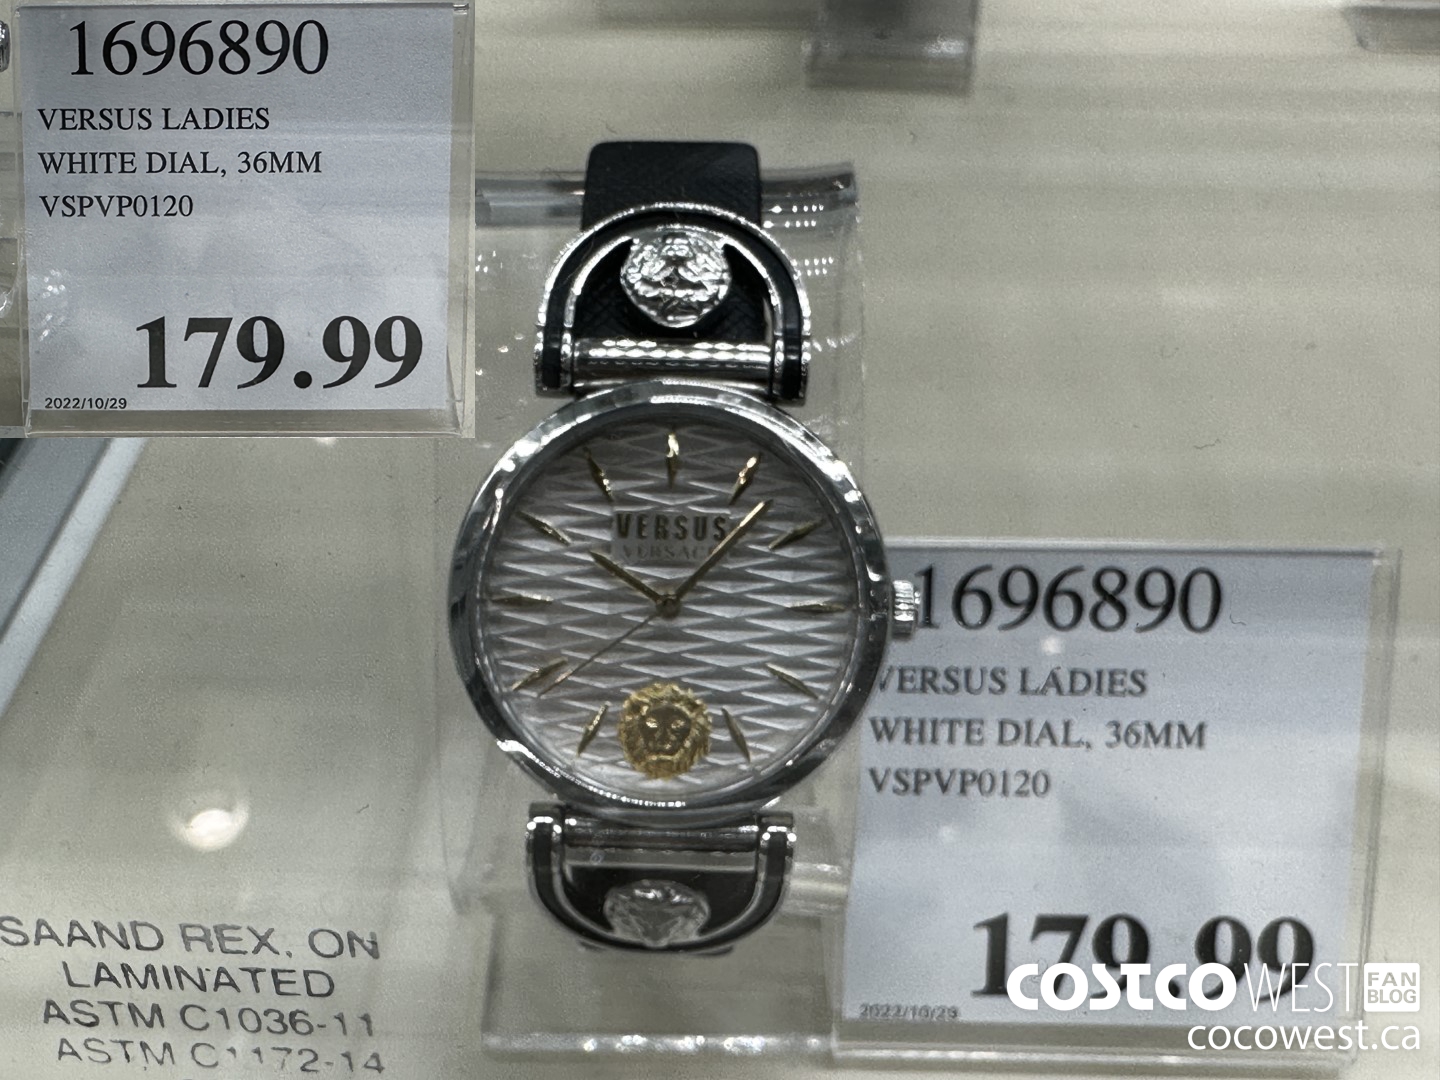 1696890
VERSUS LADIES
WHITE DIAL, 36MM
VSPVP0120
179.99
2022/10/29
VERSUS
VERSACE
1696890
VERSUS LADIES
WHITE DIAL, 36MM
VSPVP0120
179.99
2022/10/29
SAAND REX, ON
LAMINATED
ASTM C1036-11
ASTM C1172-14
COSTCO WEST FAN BLOG
cocowest.ca